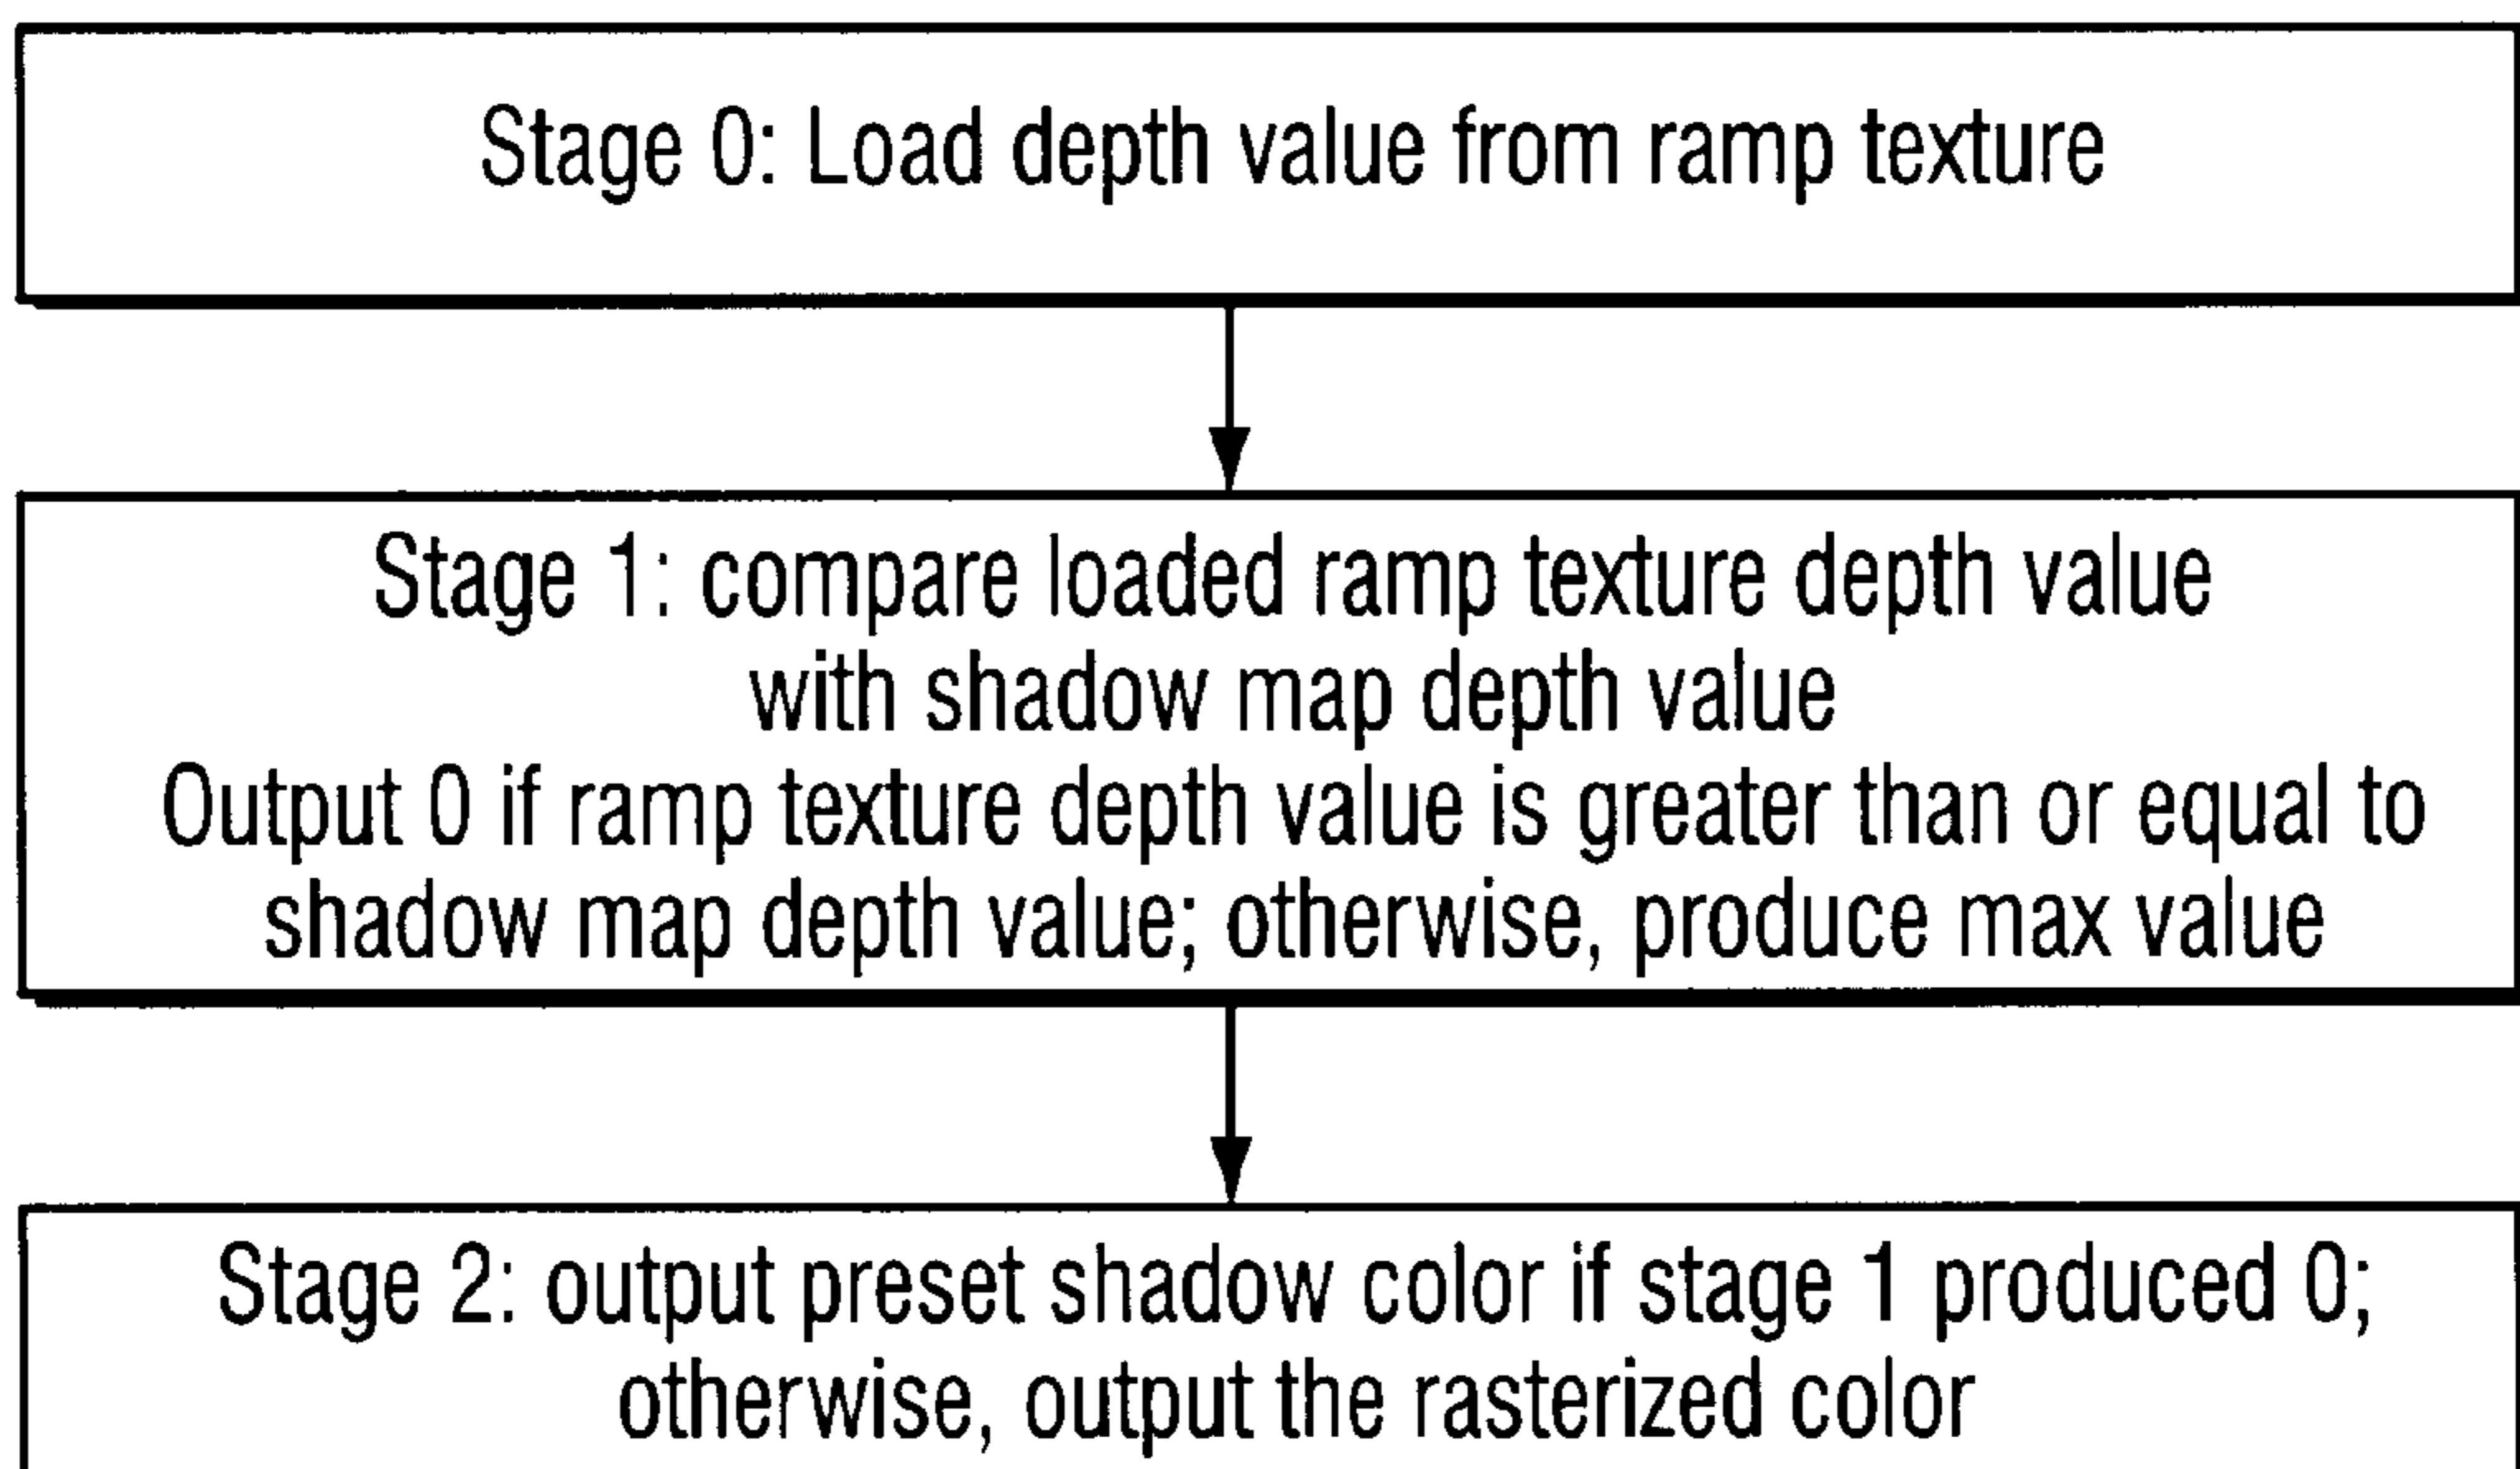 Stage 0: Load depth value from ramp texture
Stage 1: compare loaded ramp texture depth value
with shadow map depth value
Output 0 if ramp texture depth value is greater than or equal to
shadow map depth value; otherwise, produce max value
Stage 2: output preset shadow color if stage 1 produced 0;
otherwise, output the rasterized color